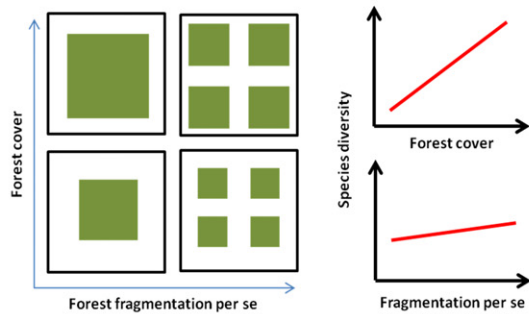 Forest cover
Forest fragmentation per se
Species diversity
Forest cover
Fragmentation per se